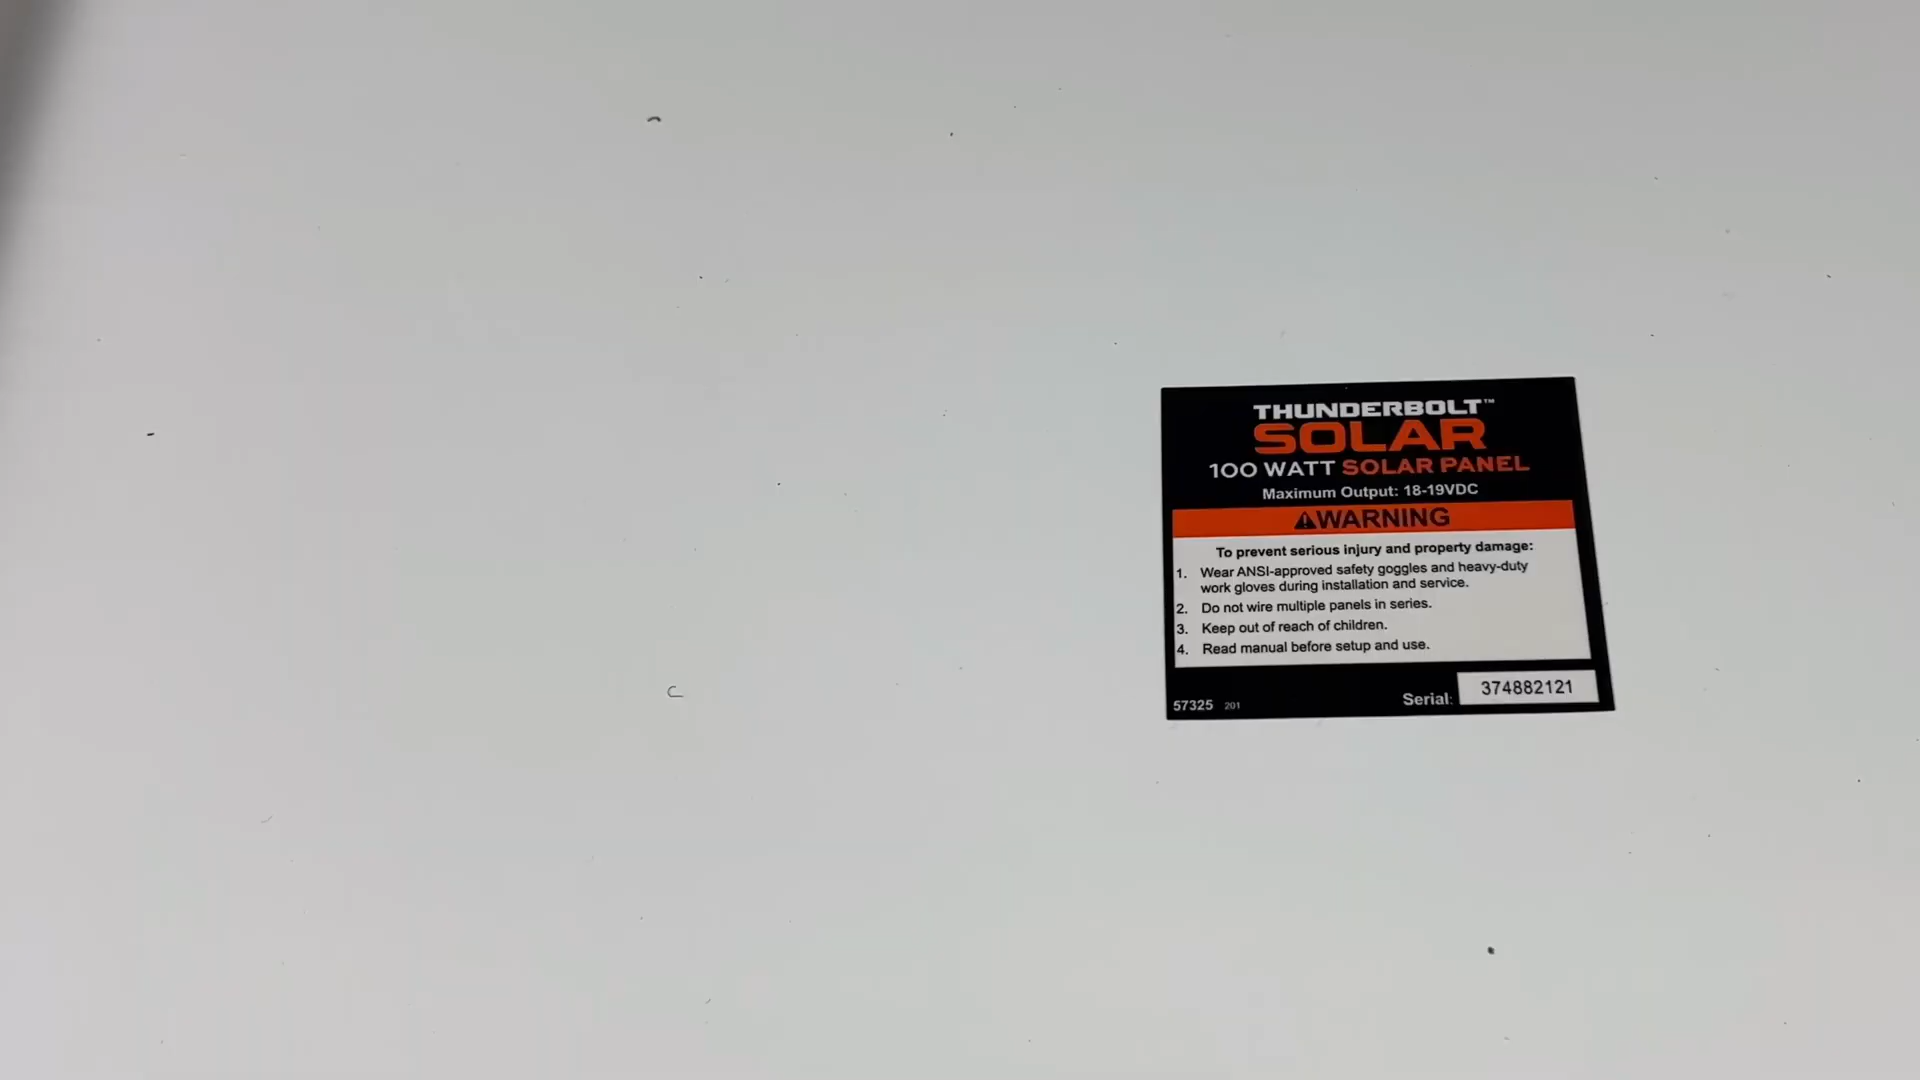 THUNDERBOLT™
SOLAR
100 WATT SOLAR PANEL
Maximum Output: 18-19VDC
⚠WARNING
To prevent serious injury and property damage:
1. Wear ANSI-approved safety goggles and heavy-duty
work gloves during installation and service.
2. Do not wire multiple panels in series.
3. Keep out of reach of children.
4. Read manual before setup and use.
57325 201 Serial: 374882121